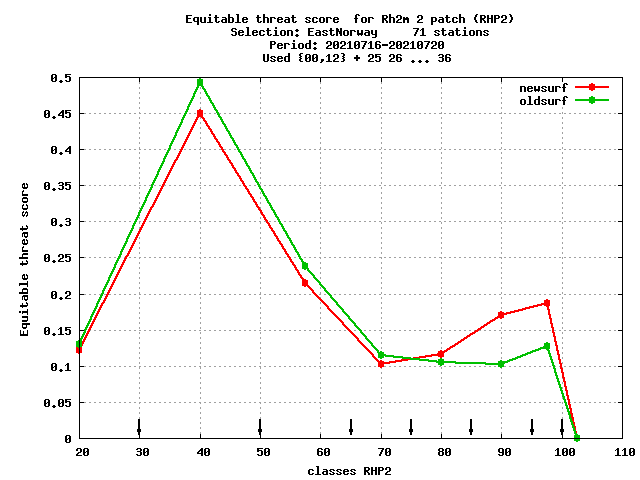 Equitable threat score  for Rh2m 2 patch (RHP2)
Selection: EastNorway     71 stations
Period: 20210716-20210720
Used {00,12} + 25 26 ... 36
newsurf
oldsurf
0.5
0.45
0.4
0.35
0.3
0.25
0.2
0.15
0.1
0.05
0
Equitable threat score
20 30 40 50 60 70 80 90 100 110
classes RHP2